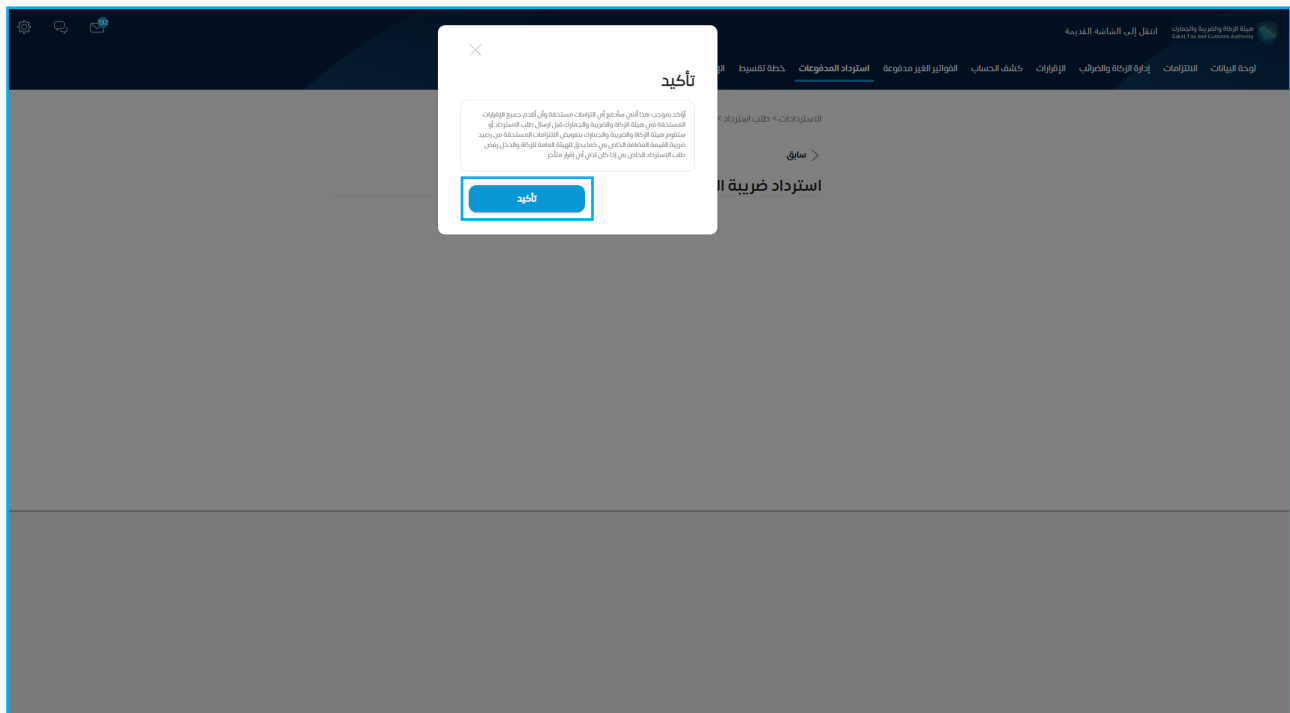 هيئة الزكاة والضريبة والجمارك
Zakat, Tax and Customs Authority
انتقل إلى الشاشة القديمة
132
لوحة البيانات الالتزامات إدارة الزكاة والضرائب الإقرارات كشف الحساب الفواتير الغير مدفوعة استرداد المدفوعات خطة تقسيط
الاستردادات > طلب استرداد >
سابق
استرداد ضريبة ال
تأكيد
أؤكد بموجب هذا أنني سأدفع أي التزامات مستحقة وأن أقدم جميع الإقرارات
المستحقة في هيئة الزكاة والضريبة والجمارك قبل إرسال طلب الاسترداد أو
ستقوم هيئة الزكاة والضريبة والجمارك بتعويض الالتزامات المستحقة من رصيد
ضريبة القيمة المضافة الخاص بي كما يحق للهيئة العامة للزكاة والدخل رفض
طلب الاسترداد الخاص بي إذا كان لدي أي إقرار متأخر.
تأكيد